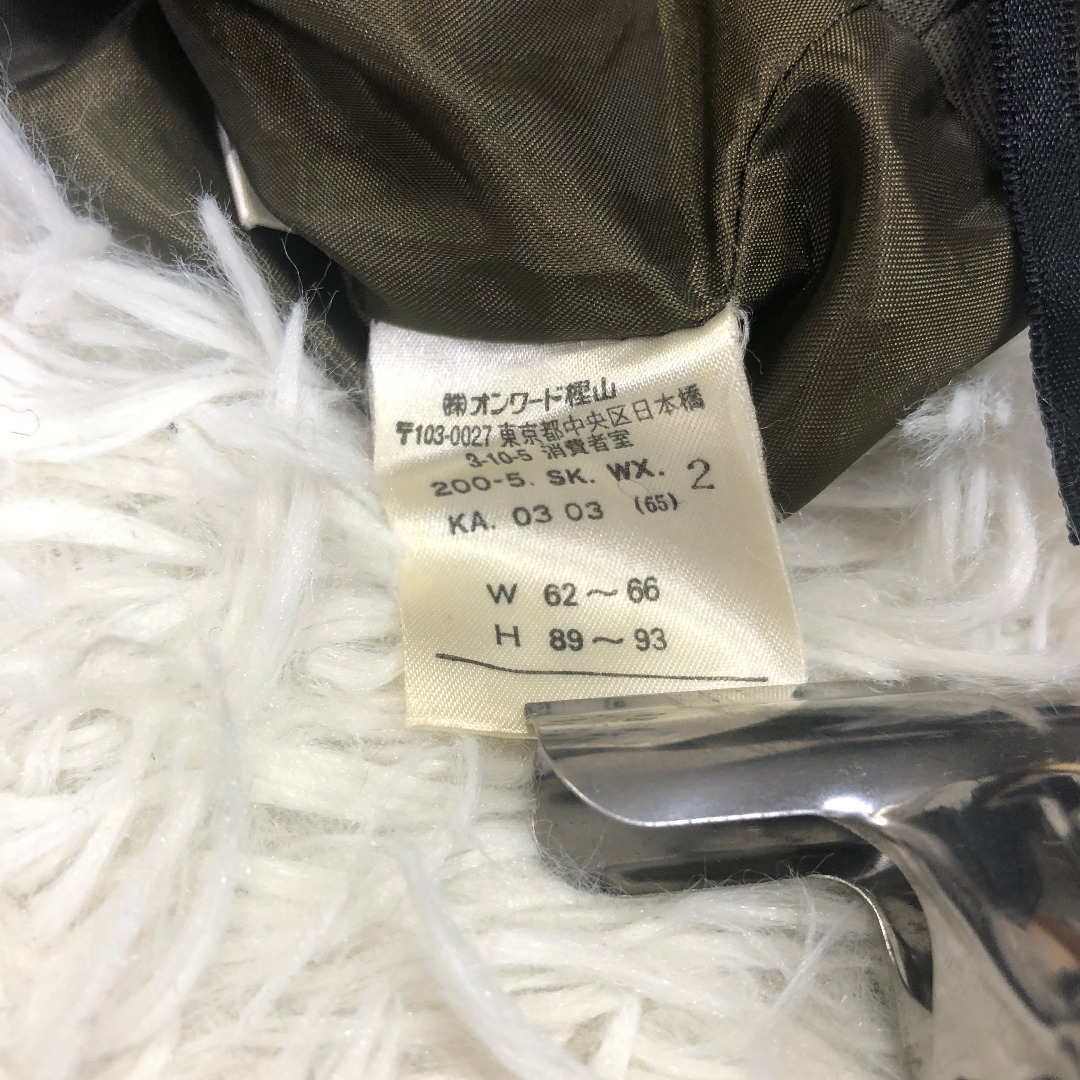 ㈱オンワード樫山
〒103-0027 東京都中央区日本橋
3-10-5 消費者室
200-5. SK. WX. 2
KA. 03 03 (65)
W 62～66
H 89～93